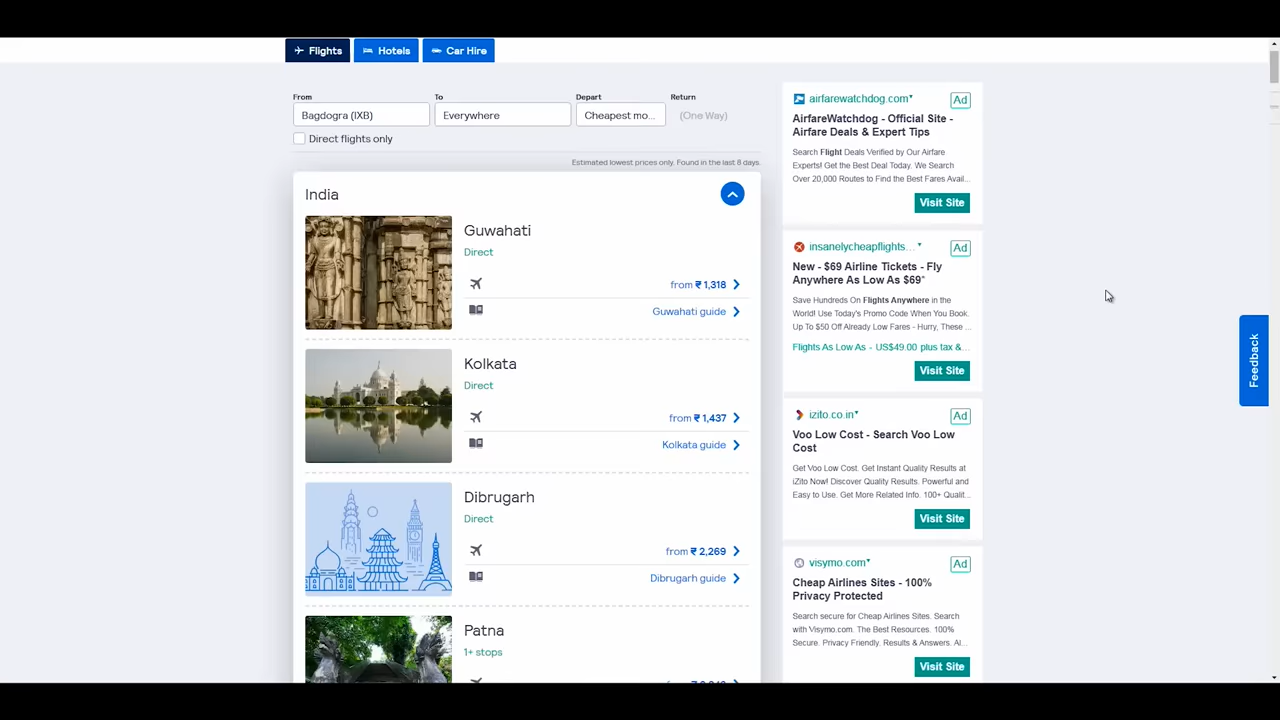 Flights
Hotels
Car Hire
From
To
Depart
Return
Bagdogra (IXB)
Everywhere
Cheapest mo...
(One Way)
Direct flights only
Estimated lowest prices only. Found in the last 8 days.
India
Guwahati
Direct
from ₹ 1,318
Guwahati guide
Kolkata
Direct
from ₹ 1,437
Kolkata guide
Dibrugarh
Direct
from ₹ 2,269
Dibrugarh guide
Patna
1+ stops
airfarewatchdog.com
Ad
AirfareWatchdog - Official Site -
Airfare Deals & Expert Tips
Search Flight Deals Verified by Our Airfare
Experts! Get the Best Deal Today. We Search
Over 20,000 Routes to Find the Best Fares Avail...
Visit Site
insanelycheapflights...
Ad
New - $69 Airline Tickets - Fly
Anywhere As Low As $69*
Save Hundreds On Flights Anywhere in the
World! Use Today's Promo Code When You Book.
Up To $50 Off Already Low Fares - Hurry, These ...
Flights As Low As - US$49.00 plus tax &...
Visit Site
izito.co.in
Ad
Voo Low Cost - Search Voo Low
Cost
Get Voo Low Cost. Get Instant Quality Results at
iZito Now! Discover Quality Results. Powerful and
Easy to Use. Get More Related Info. 100+ Qualit...
Visit Site
visymo.com
Ad
Cheap Airlines Sites - 100%
Privacy Protected
Search secure for Cheap Airlines Sites. Search
with Visymo.com. The Best Resources. 100%
Secure. Privacy Friendly. Results & Answers. Al...
Visit Site
Feedback